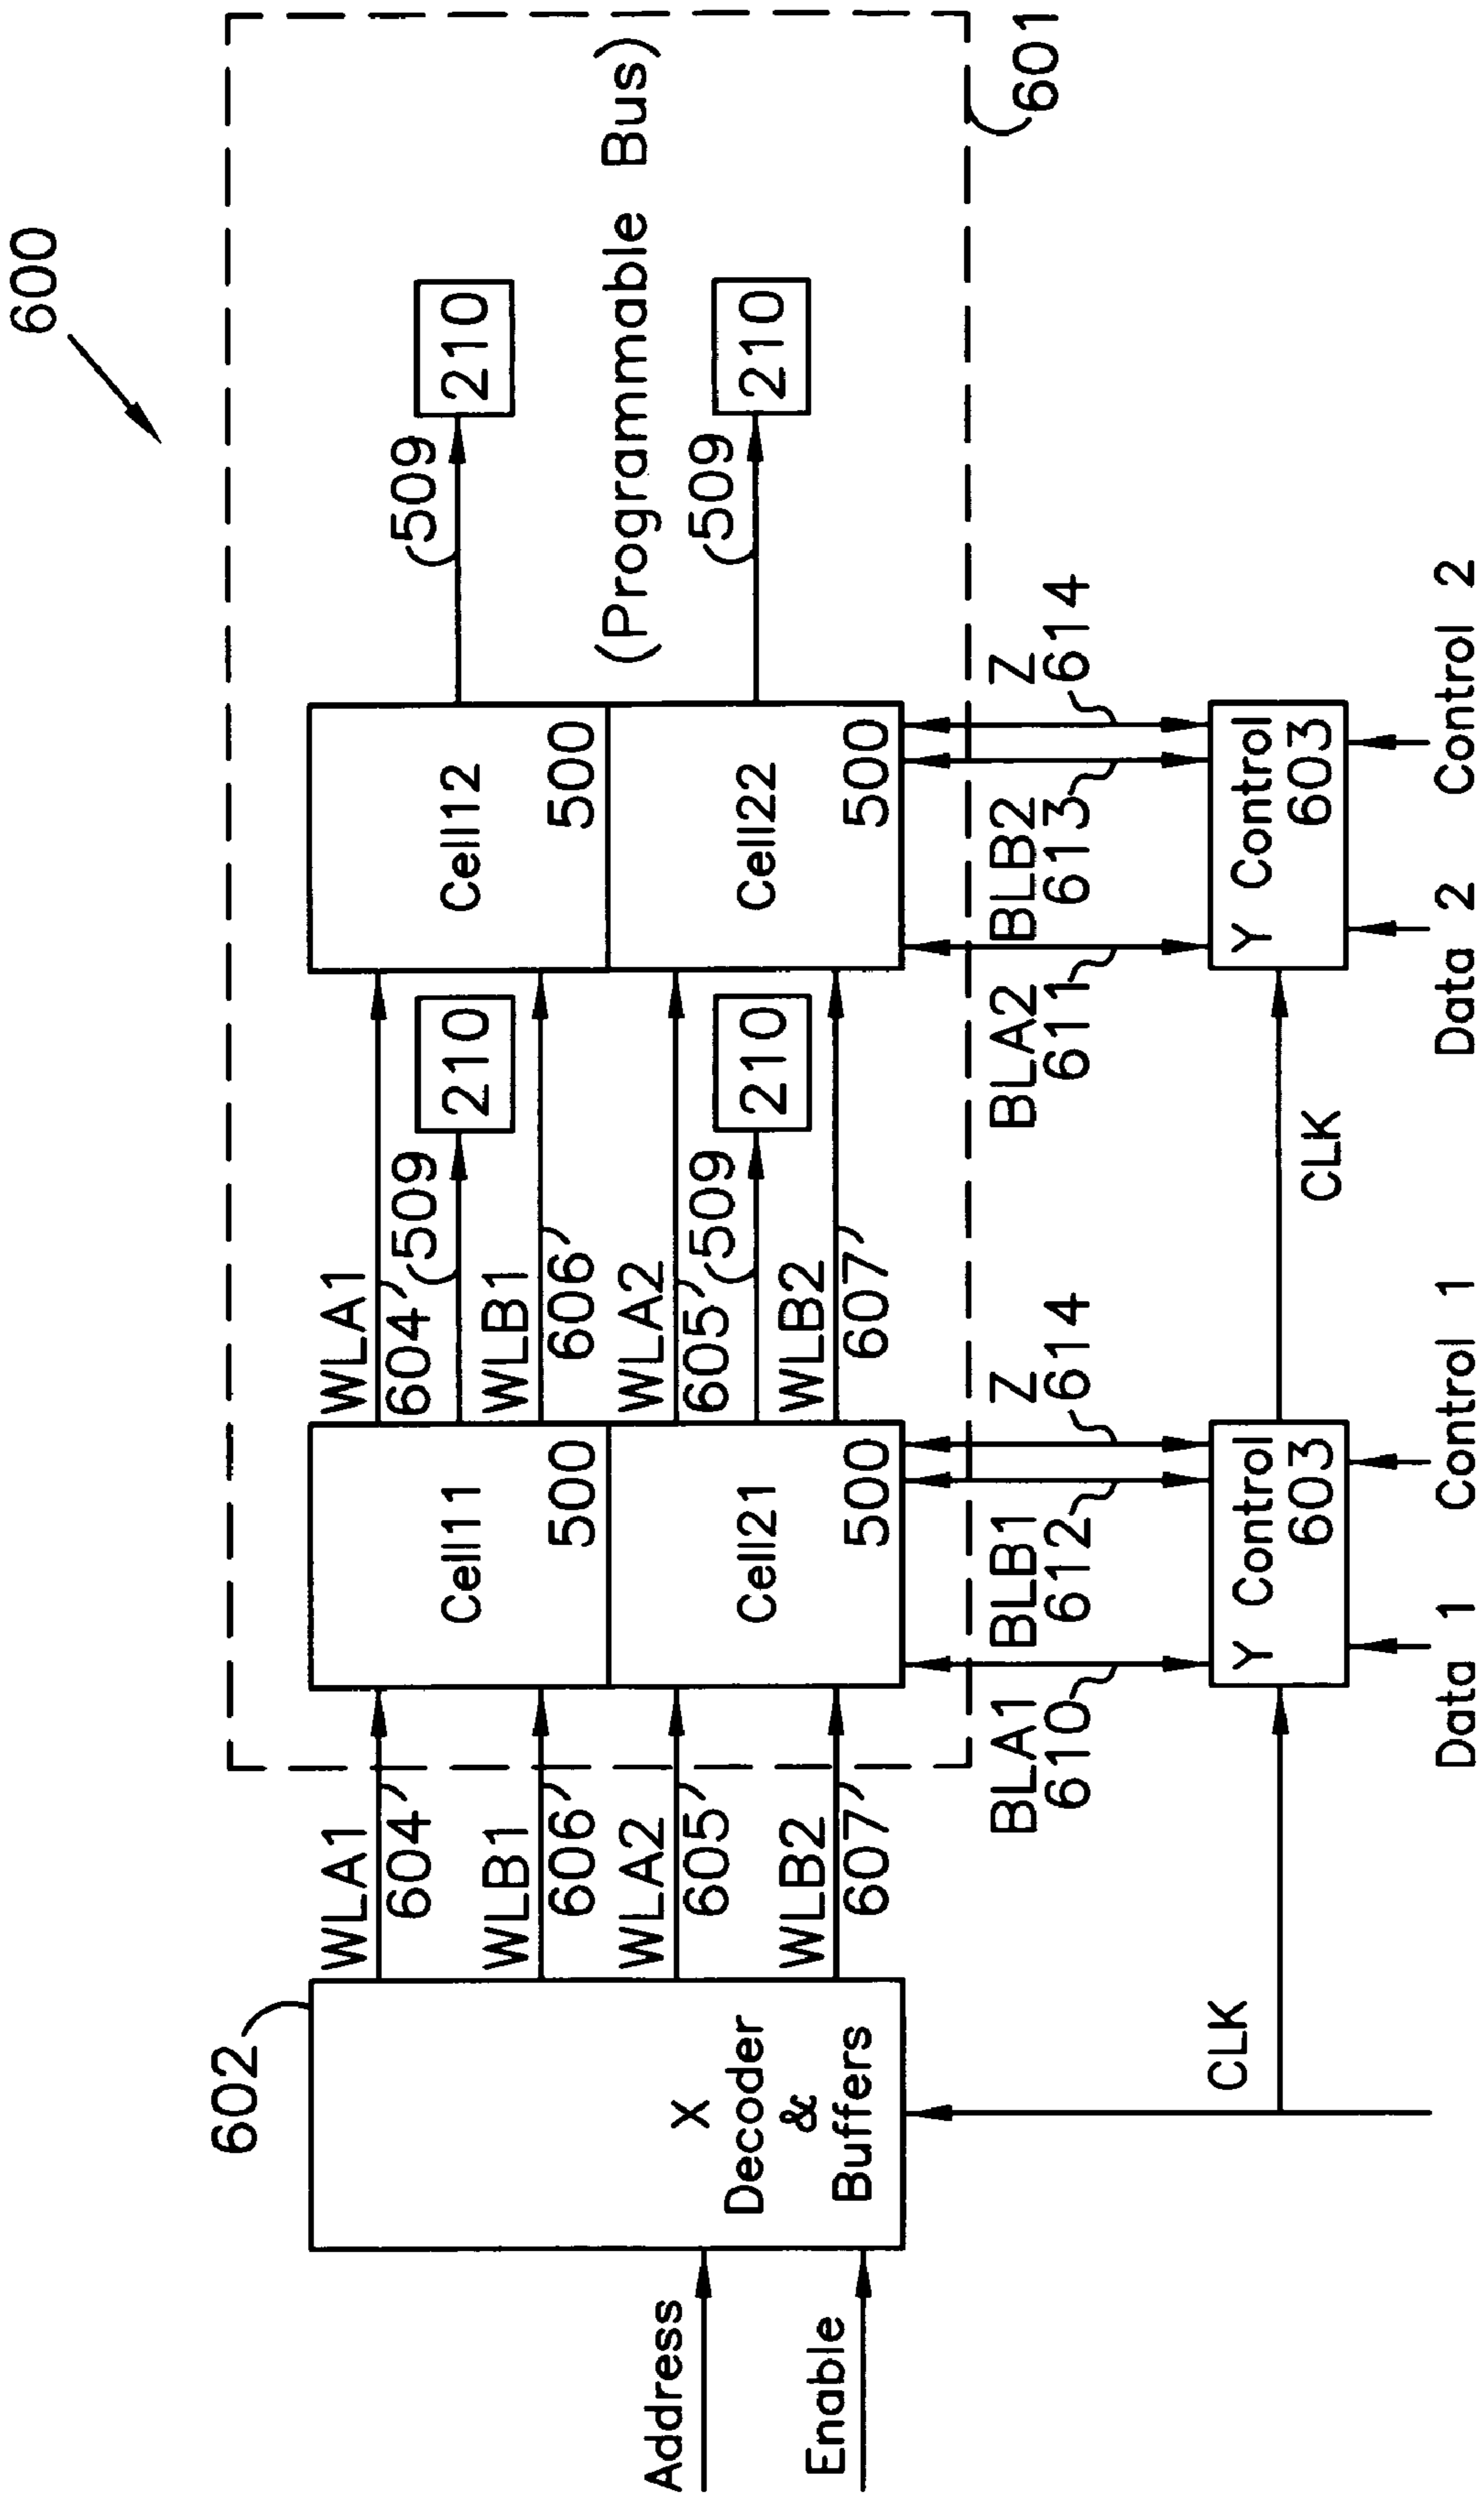 600
602
Address
Enable
X
Decoder
&
Buffers
WLA1
604
WLB1
606
WLA2
605
WLB2
607
Cell11
500
Cell21
500
WLA1
604
509
210
WLB1
606
WLA2
605
509
210
WLB2
607
Cell12
500
Cell22
500
509
210
(Programmable Bus)
509
210
601
BLA1
610
BLB1
612
Z
614
BLA2
611
BLB2
613
Z
614
CLK
Y Control
603
CLK
Y Control
603
Data 1
Control 1
Data 2
Control 2